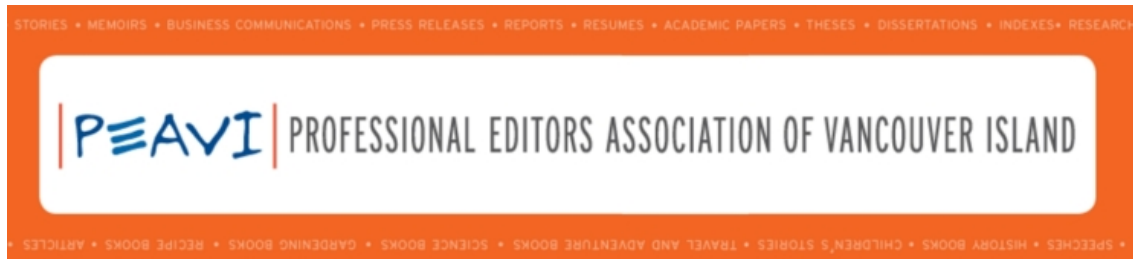 STORIES • MEMOIRS • BUSINESS COMMUNICATIONS • PRESS RELEASES • REPORTS • RESUMES • ACADEMIC PAPERS • THESES • DISSERTATIONS • INDEXES• RESEARCH
PEAVI PROFESSIONAL EDITORS ASSOCIATION OF VANCOUVER ISLAND
• SPEECHES • HISTORY BOOKS • CHILDREN'S STORIES • TRAVEL AND ADVENTURE BOOKS • SCIENCE BOOKS • GARDENING BOOKS • RECIPE BOOKS • ARTICLES •